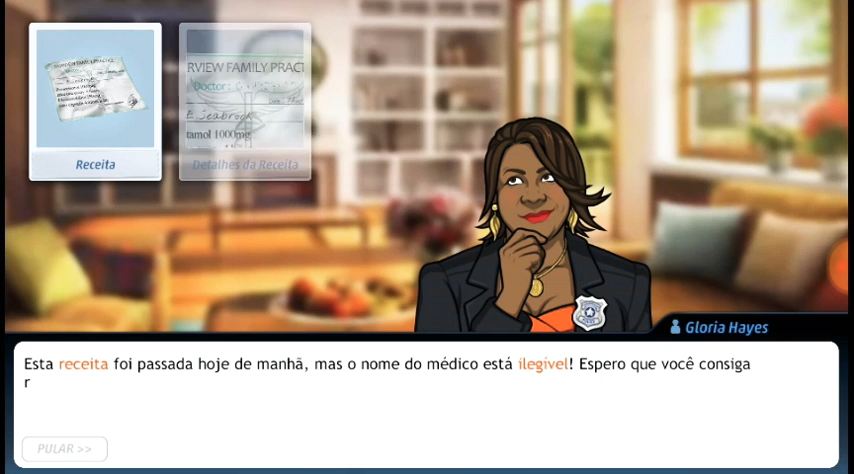 Receita
RVIEW FAMILY PRACT
Doctor:
E. Seabrook
tamol 1000mg
Detalhes da Receita
Gloria Hayes
Esta receita foi passada hoje de manhã, mas o nome do médico está ilegível! Espero que você consiga
r
PULAR >>